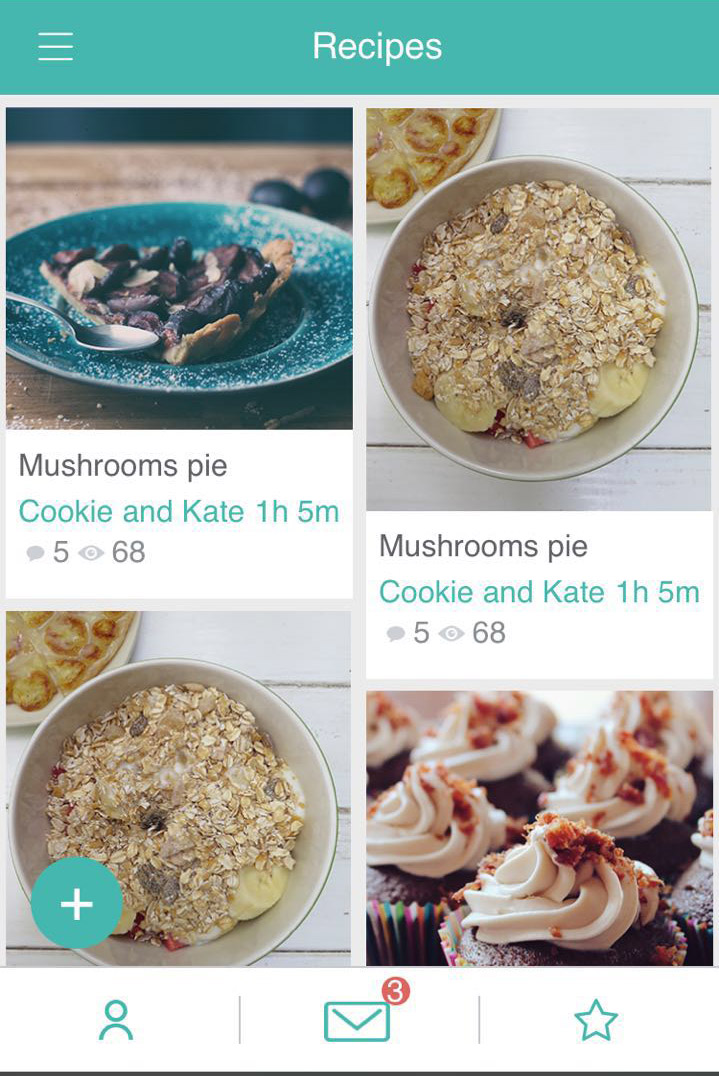 Recipes
Mushrooms pie
Cookie and Kate 1h 5m
5 68
Mushrooms pie
Cookie and Kate 1h 5m
5 68
+
3